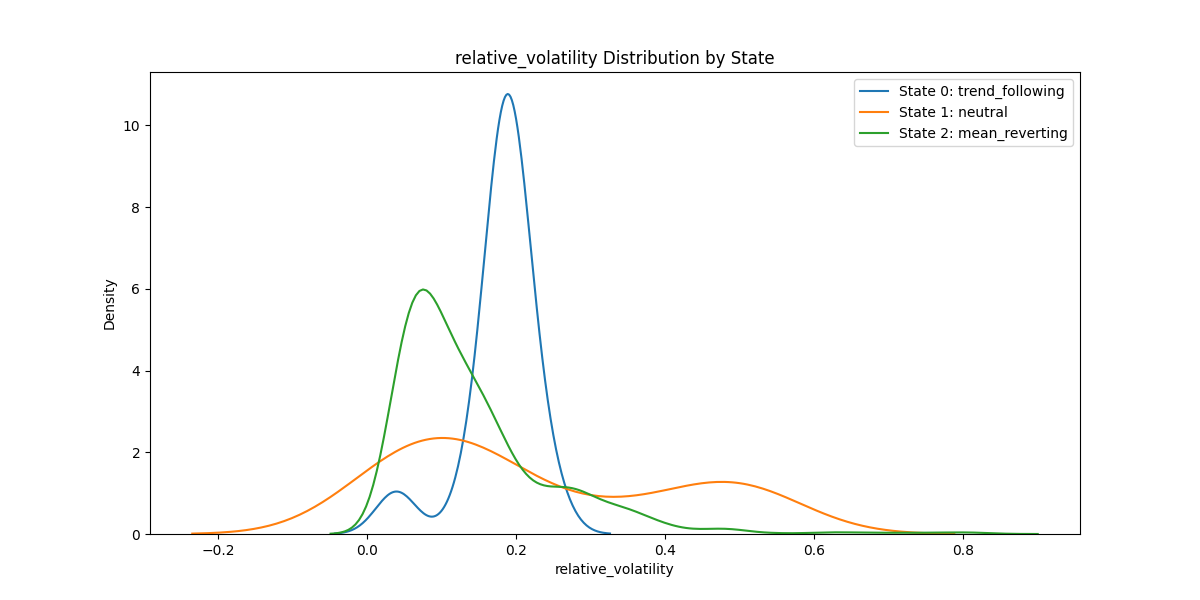 relative_volatility Distribution by State
State 0: trend_following
State 1: neutral
State 2: mean_reverting
Density
10
8
6
4
2
0
−0.2
0.0
0.2
0.4
0.6
0.8
relative_volatility